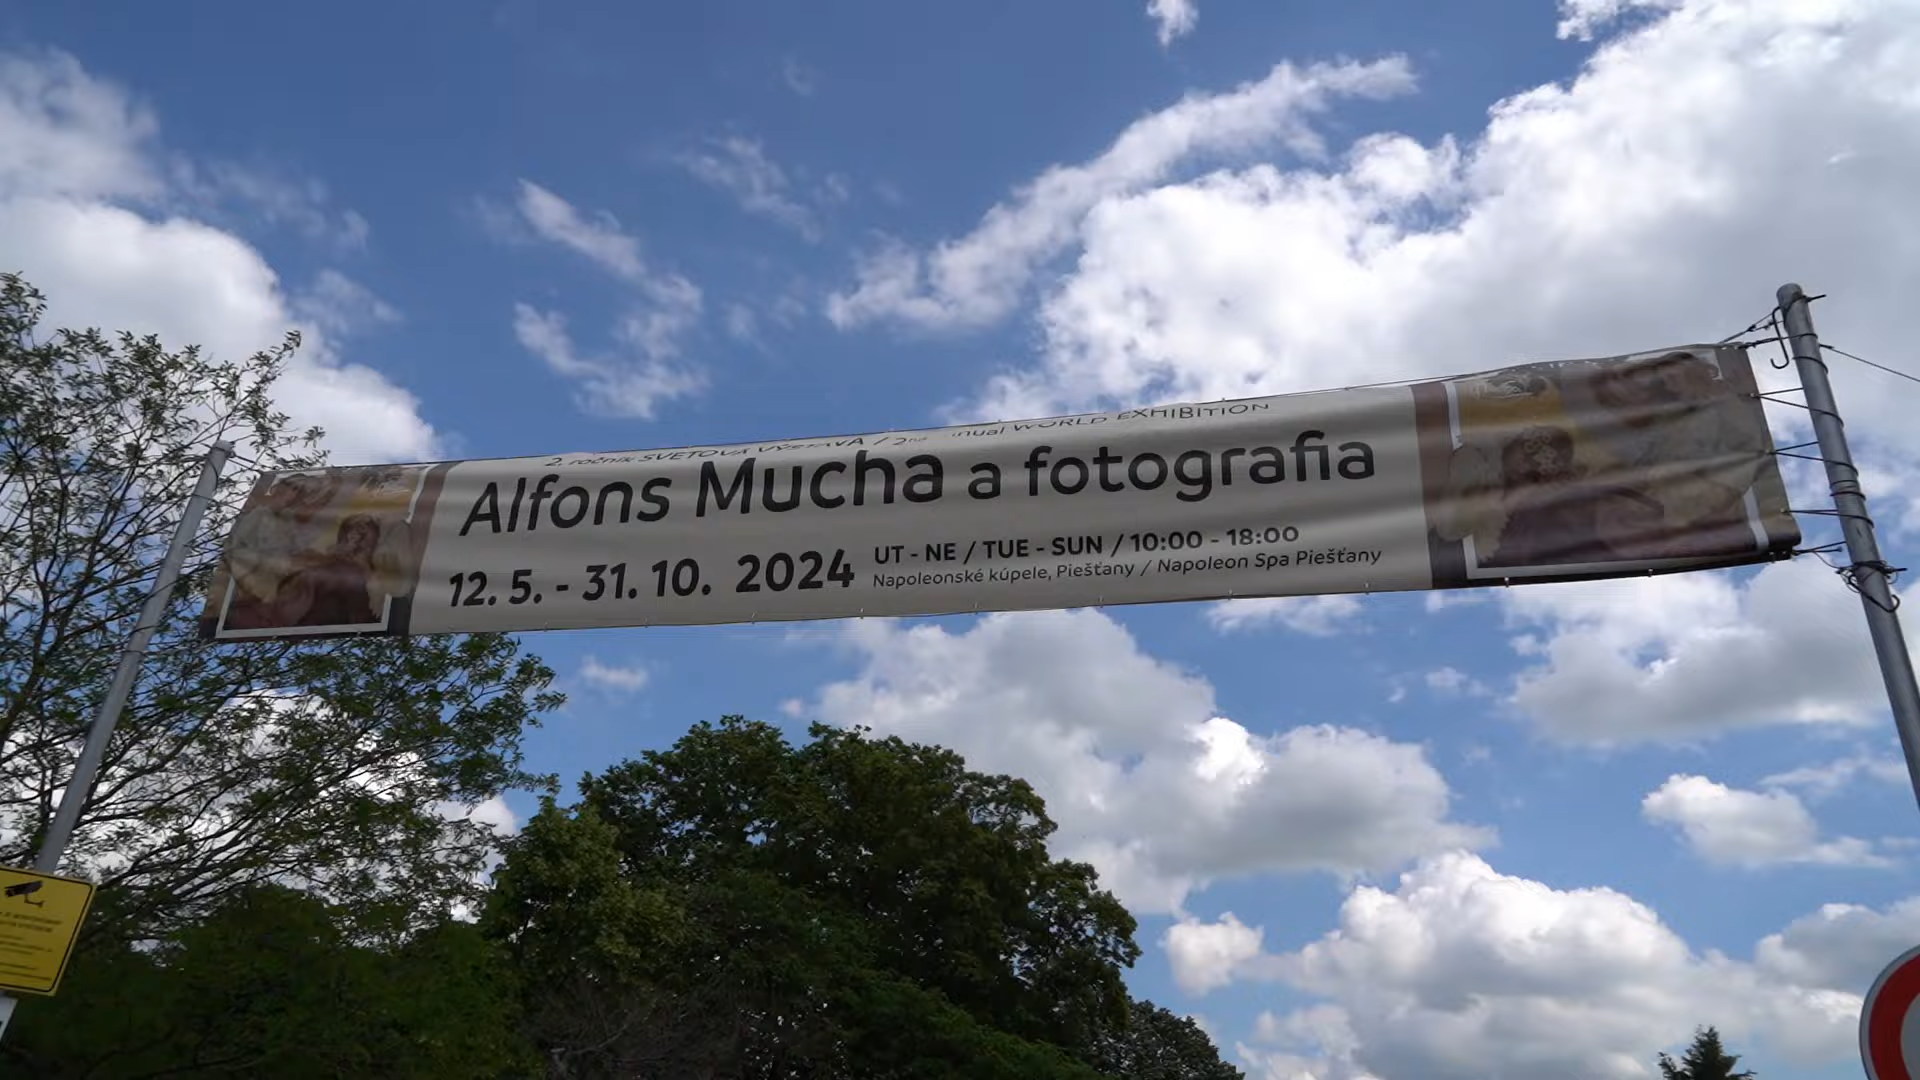 2. ročník SVETOVÁ VÝSTAVA / 2nd WORLD EXHIBITION
Alfons Mucha a fotografia
12. 5. - 31. 10. 2024
UT - NE / TUE - SUN / 10:00 - 18:00
Napoleonské kúpele, Piešťany / Napoleon Spa Piešťany